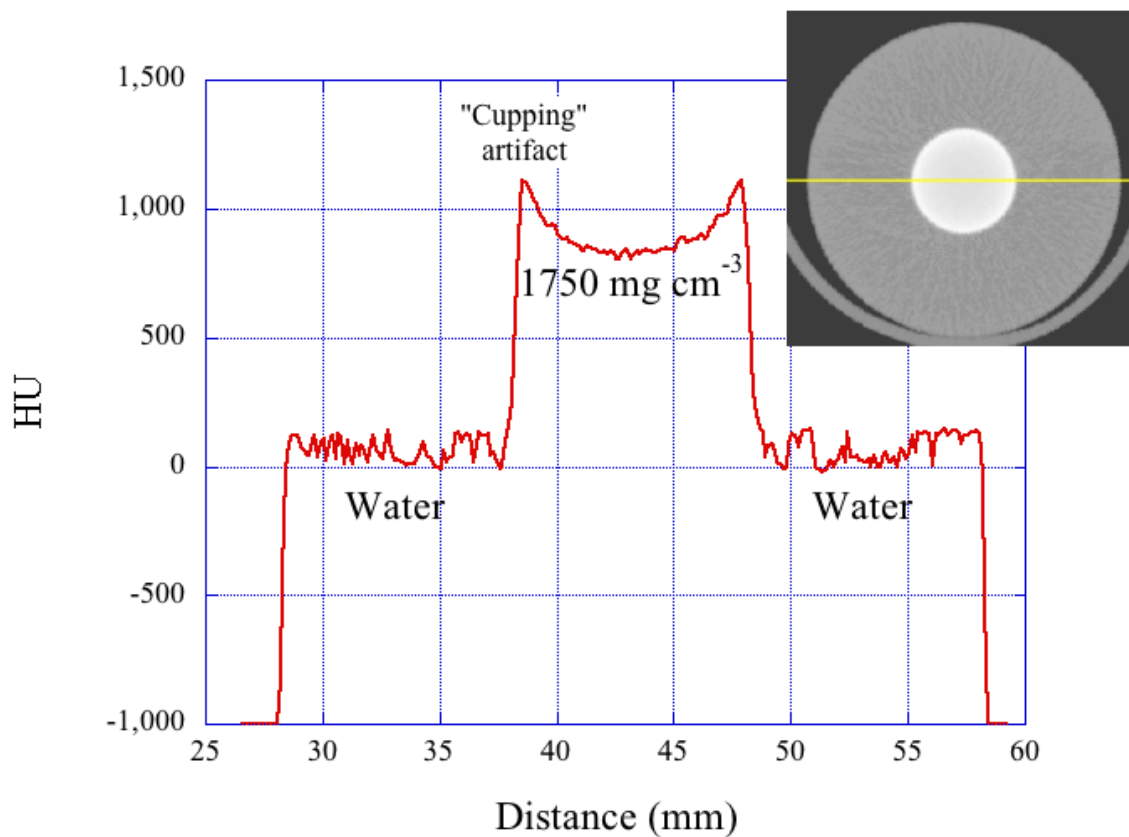 1,500
1,000
500
0
-500
-1,000
HU
"Cupping"
artifact
1750 mg cm-3
Water
Water
25 30 35 40 45 50 55 60
Distance (mm)